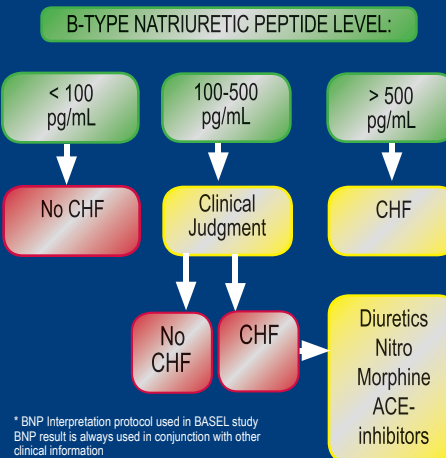 B-TYPE NATRIURETIC PEPTIDE LEVEL:
< 100
pg/mL
100-500
pg/mL
> 500
pg/mL
No CHF
Clinical
Judgment
CHF
No
CHF
CHF
Diuretics
Nitro
Morphine
ACE-
inhibitors
* BNP Interpretation protocol used in BASEL study
BNP result is always used in conjunction with other
clinical information